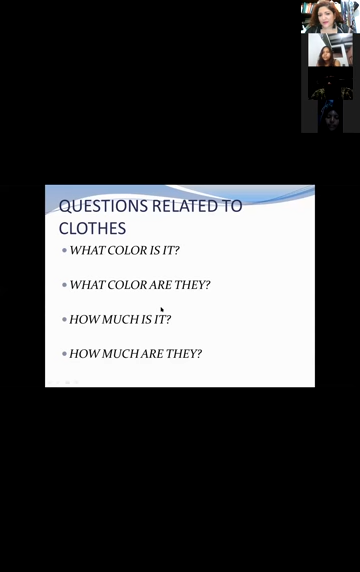 QUESTIONS RELATED TO
CLOTHES
WHAT COLOR IS IT?
WHAT COLOR ARE THEY?
HOW MUCH IS IT?
HOW MUCH ARE THEY?